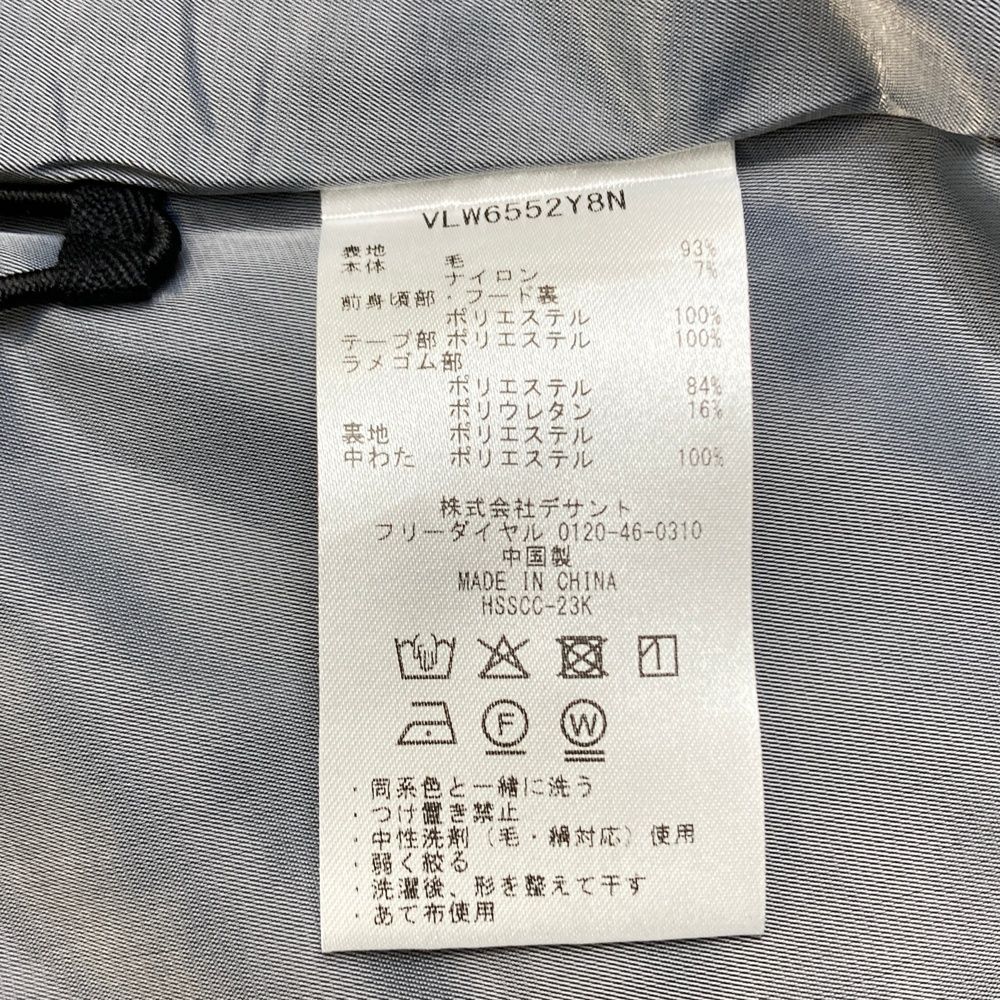 VLW6552Y8N
表地
本体 毛 93%
ナイロン 7%
前身頃部・フード裏
ポリエステル 100%
テープ部 ポリエステル 100%
ラメゴム部
ポリエステル 84%
ポリウレタン 16%
裏地 ポリエステル
中わた ポリエステル 100%
株式会社デサント
フリーダイヤル 0120-46-0310
中国製
MADE IN CHINA
HSSCC-23K
F W
・同系色と一緒に洗う
・つけ置き禁止
・中性洗剤（毛・絹対応）使用
・弱く絞る
・洗濯後、形を整えて干す
・あて布使用